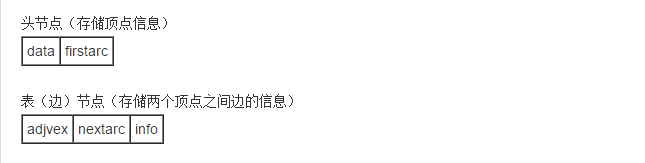 头节点（存储顶点信息）
data firstarc
表（边）节点（存储两个顶点之间边的信息）
adjvex nextarc info